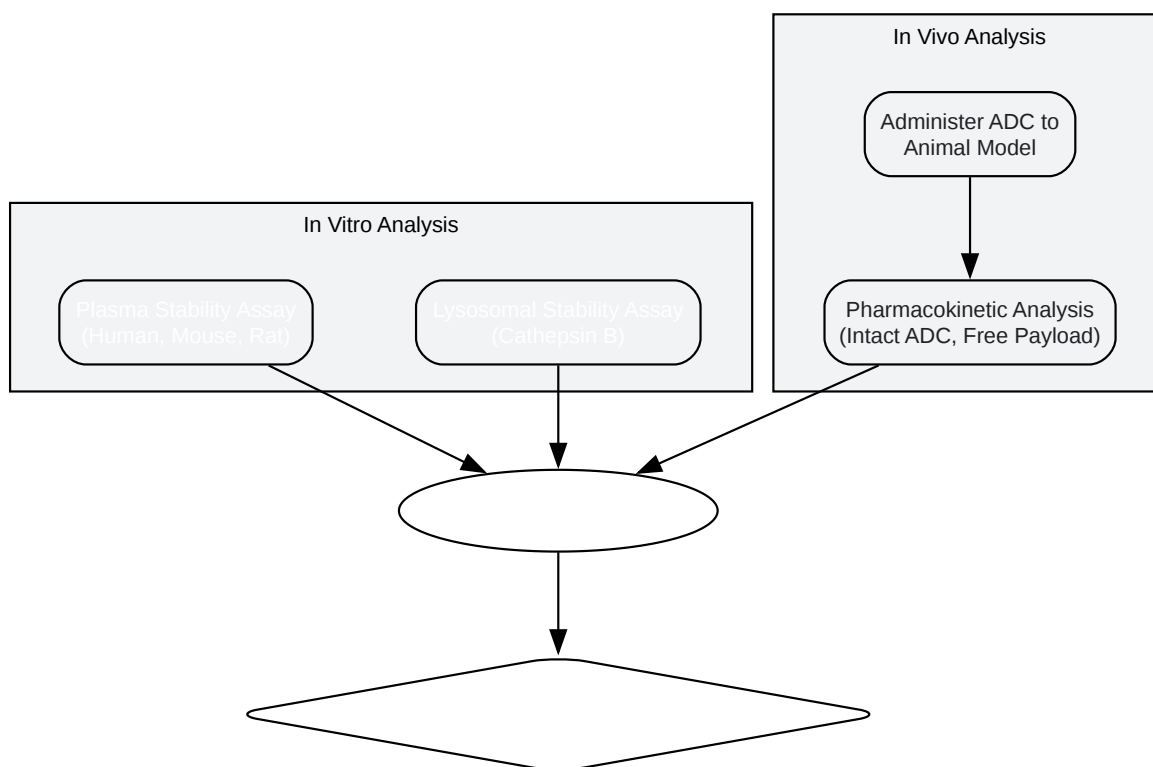 In Vivo Analysis
Administer ADC to
Animal Model
In Vitro Analysis
Plasma Stability Assay
(Human, Mouse, Rat)
Lysosomal Stability Assay
(Cathepsin B)
Pharmacokinetic Analysis
(Intact ADC, Free Payload)